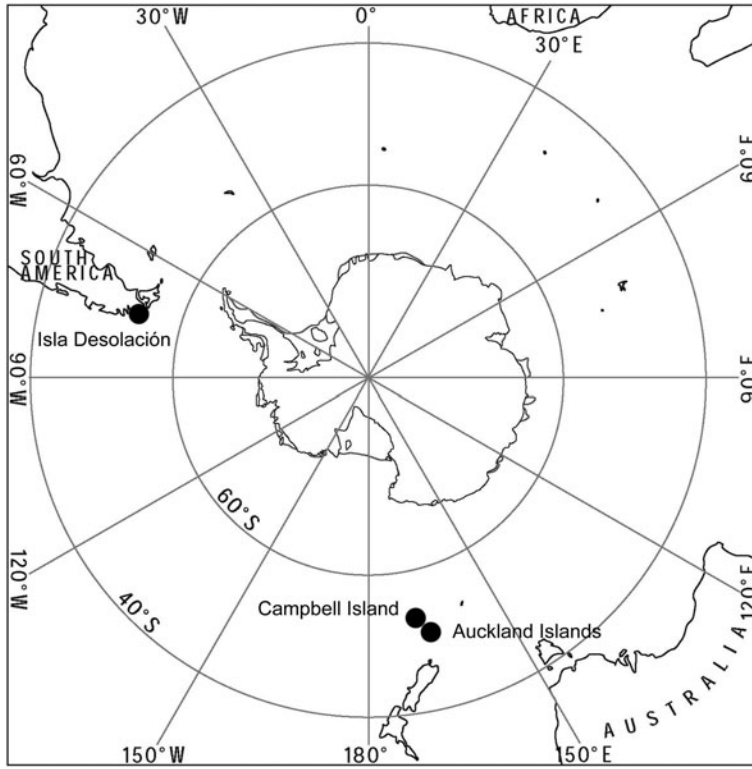 30°W
0°
AFRICA
30°E
60°W
60°E
SOUTH
AMERICA
Isla Desolación
90°W
90°E
60°S
120°W
40°S
Campbell Island
Auckland Islands
120°E
AUSTRALIA
150°W
180°
150°E